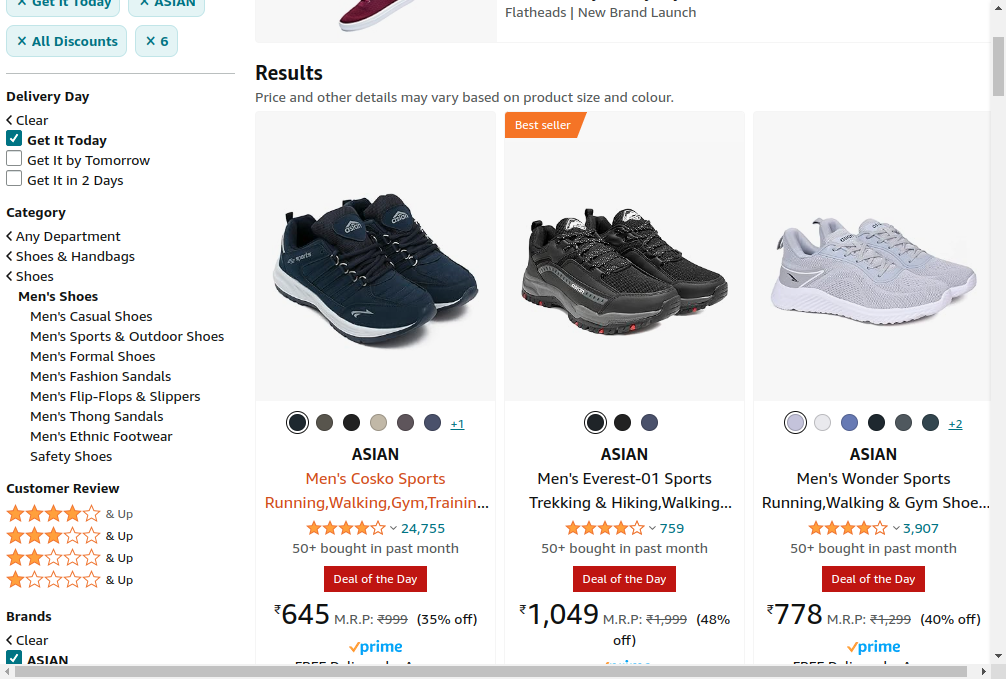 × Get It Today
× ASIAN
× All Discounts
× 6
Delivery Day
Clear
Get It Today
Get It by Tomorrow
Get It in 2 Days
Category
Any Department
Shoes & Handbags
Shoes
Men's Shoes
Men's Casual Shoes
Men's Sports & Outdoor Shoes
Men's Formal Shoes
Men's Fashion Sandals
Men's Flip-Flops & Slippers
Men's Thong Sandals
Men's Ethnic Footwear
Safety Shoes
Customer Review
& Up
& Up
& Up
& Up
Brands
Clear
ASIAN
Flatheads | New Brand Launch
Results
Price and other details may vary based on product size and colour.
asian
sports
+1
ASIAN
Men's Cosko Sports
Running,Walking,Gym,Trainin...
24,755
50+ bought in past month
Deal of the Day
₹645 M.R.P: ₹999 (35% off)
prime
Best seller
asian
ASIAN
Men's Everest-01 Sports
Trekking & Hiking,Walking...
759
50+ bought in past month
Deal of the Day
₹1,049 M.R.P: ₹1,999 (48%
off)
prime
asian
+2
ASIAN
Men's Wonder Sports
Running,Walking & Gym Shoe...
3,907
50+ bought in past month
Deal of the Day
₹778 M.R.P: ₹1,299 (40% off)
prime